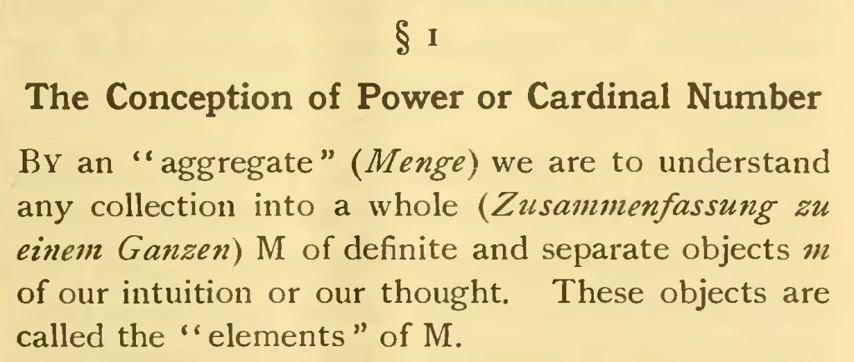 § 1
The Conception of Power or Cardinal Number
By an “aggregate” (Menge) we are to understand
any collection into a whole (Zusammenfassung zu
einem Ganzen) M of definite and separate objects m
of our intuition or our thought. These objects are
called the “elements” of M.